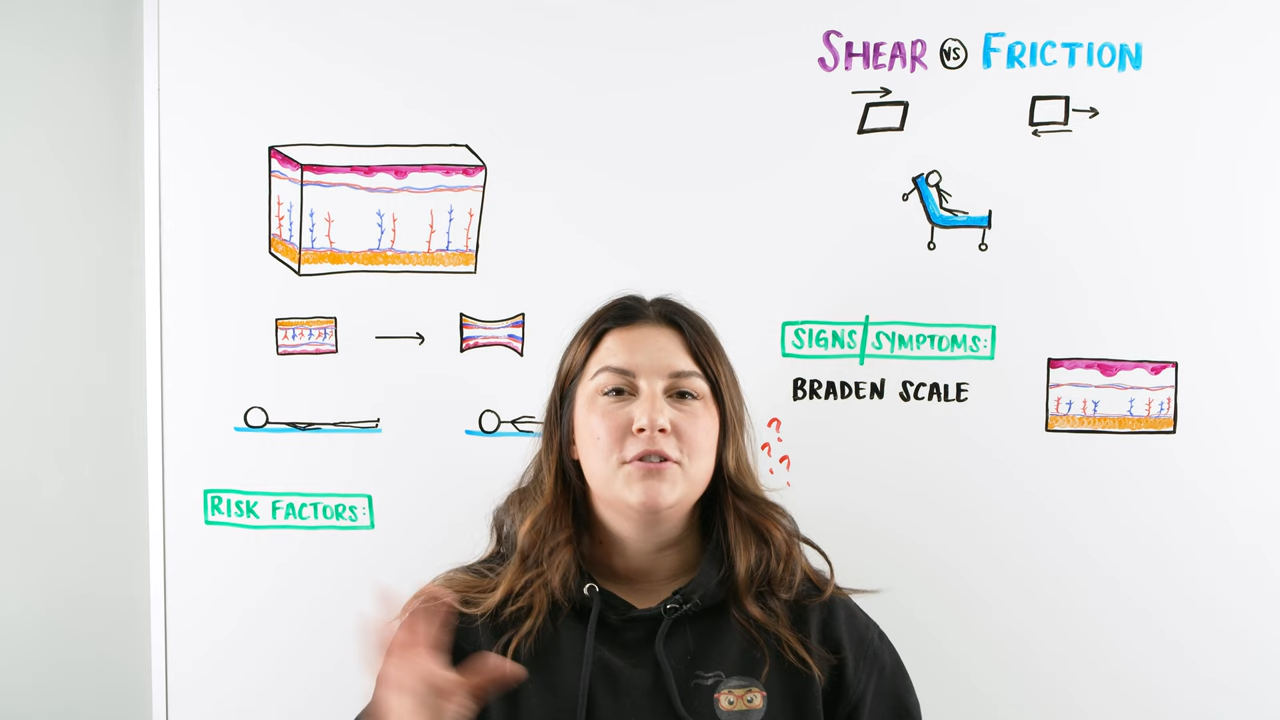 SHEAR VS FRICTION
SIGNS/SYMPTOMS:
BRADEN SCALE
? ? ?
RISK FACTORS: